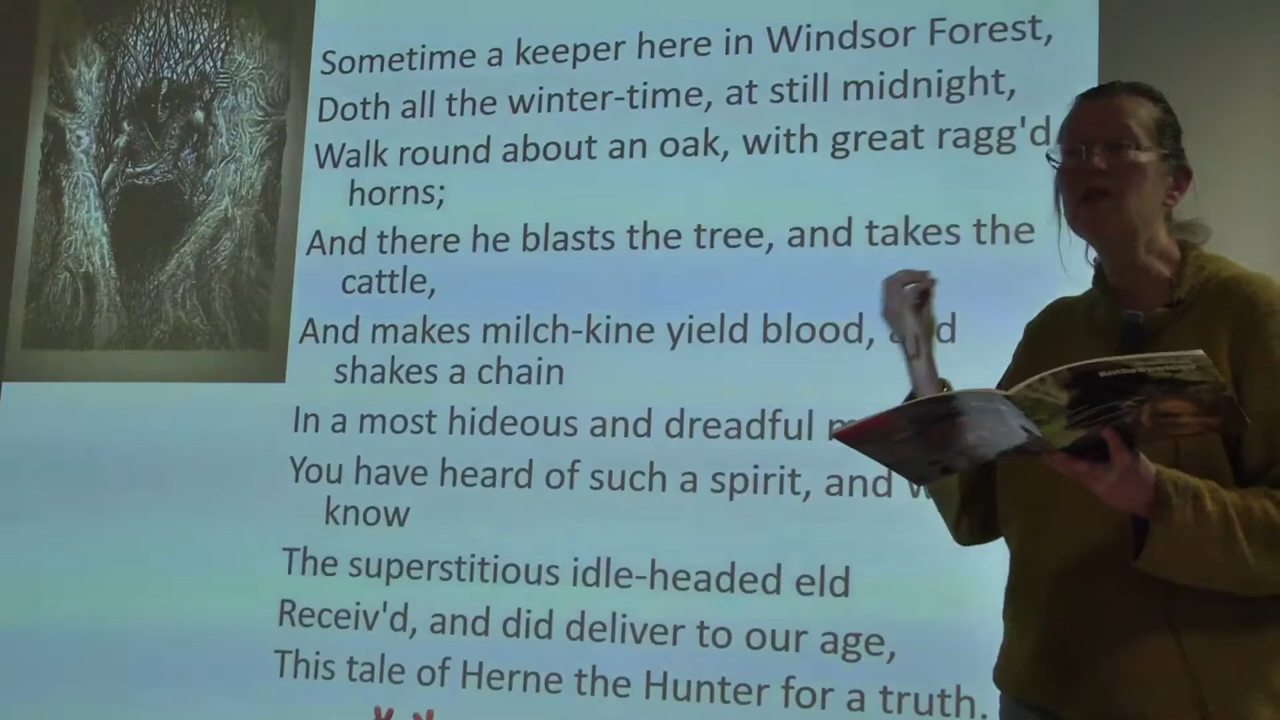 Sometime a keeper here in Windsor Forest,
Doth all the winter-time, at still midnight,
Walk round about an oak, with great ragg'd
horns;
And there he blasts the tree, and takes the
cattle,
And makes milch-kine yield blood,
shakes a chain
In a most hideous and dreadful
You have heard of such a spirit, and
know
The superstitious idle-headed eld
Receiv'd, and did deliver to our age,
This tale of Herne the Hunter for a truth.